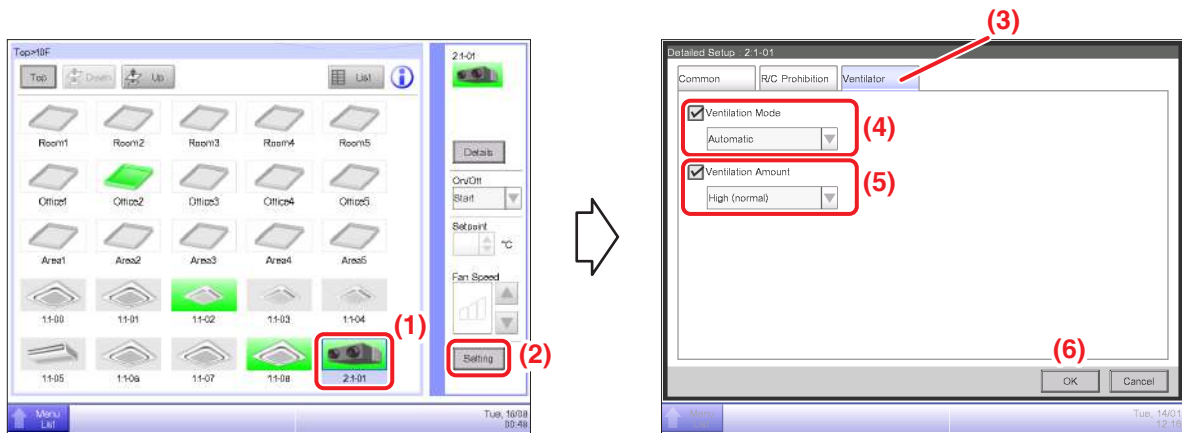 Top>10F
Top Down Up List
Room1 Room2 Room3 Room4 Room5
Office1 Office2 Office3 Office4 Office5
Area1 Area2 Area3 Area4 Area5
1:1-00 1:1-01 1:1-02 1:1-03 1:1-04
(1)
1:1-05 1:1-06 1:1-07 1:1-08 2:1-01
2:1-01
Details
On/Off
Start
Setpoint
°C
Fan Speed
Setting
(2)
Menu
List
Tue, 16/08
00:48
(3)
Detailed Setup : 2:1-01
Common R/C Prohibition Ventilator
Ventilation Mode
Automatic
(4)
Ventilation Amount
High (normal)
(5)
(6)
OK Cancel
Menu
List
Tue, 14/01
12:16